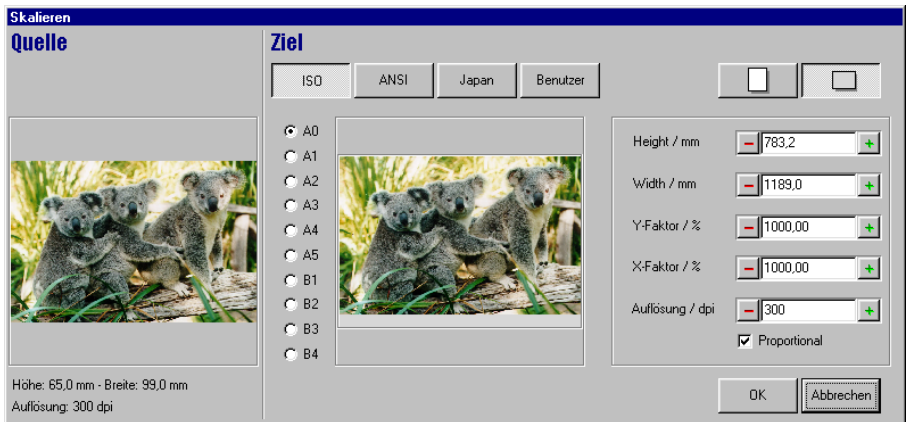 Skalieren
Quelle
Ziel
ISO
ANSI
Japan
Benutzer
A0
A1
A2
A3
A4
A5
B1
B2
B3
B4
Height / mm
783,2
Width / mm
1189,0
Y-Faktor / %
1000,00
X-Faktor / %
1000,00
Auflösung / dpi
300
Proportional
Höhe: 65,0 mm - Breite: 99,0 mm
Auflösung: 300 dpi
OK
Abbrechen